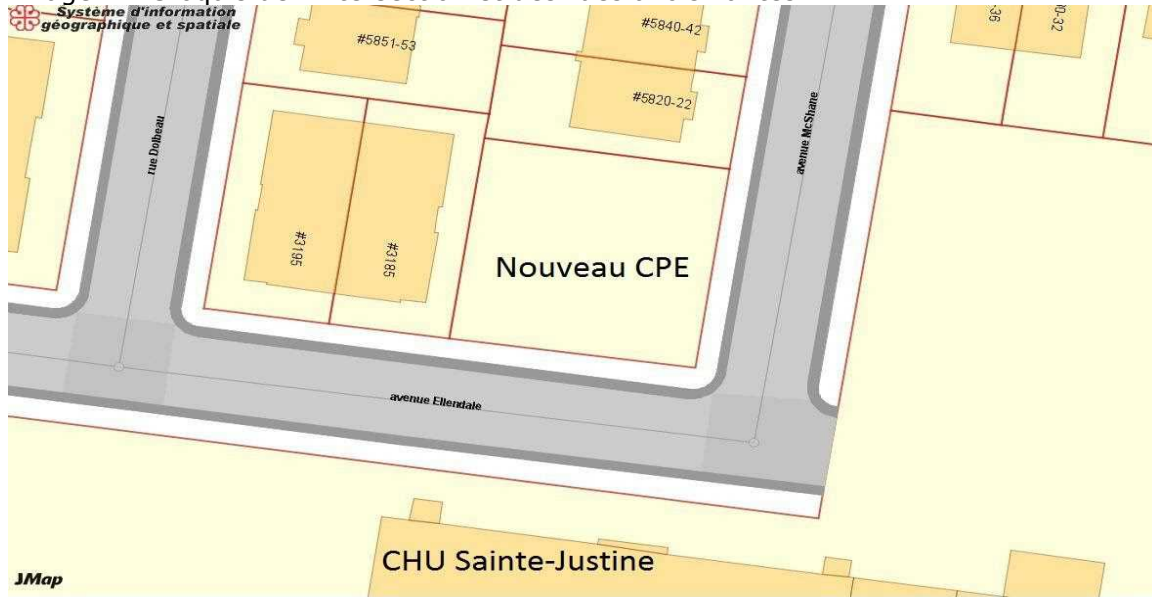 Système d'information
géographique et spatiale
#5851-53
#5840-42
#5820-22
rue Dolbeau
avenue McShane
#3195
#3185
Nouveau CPE
avenue Ellendale
CHU Sainte-Justine
JMap